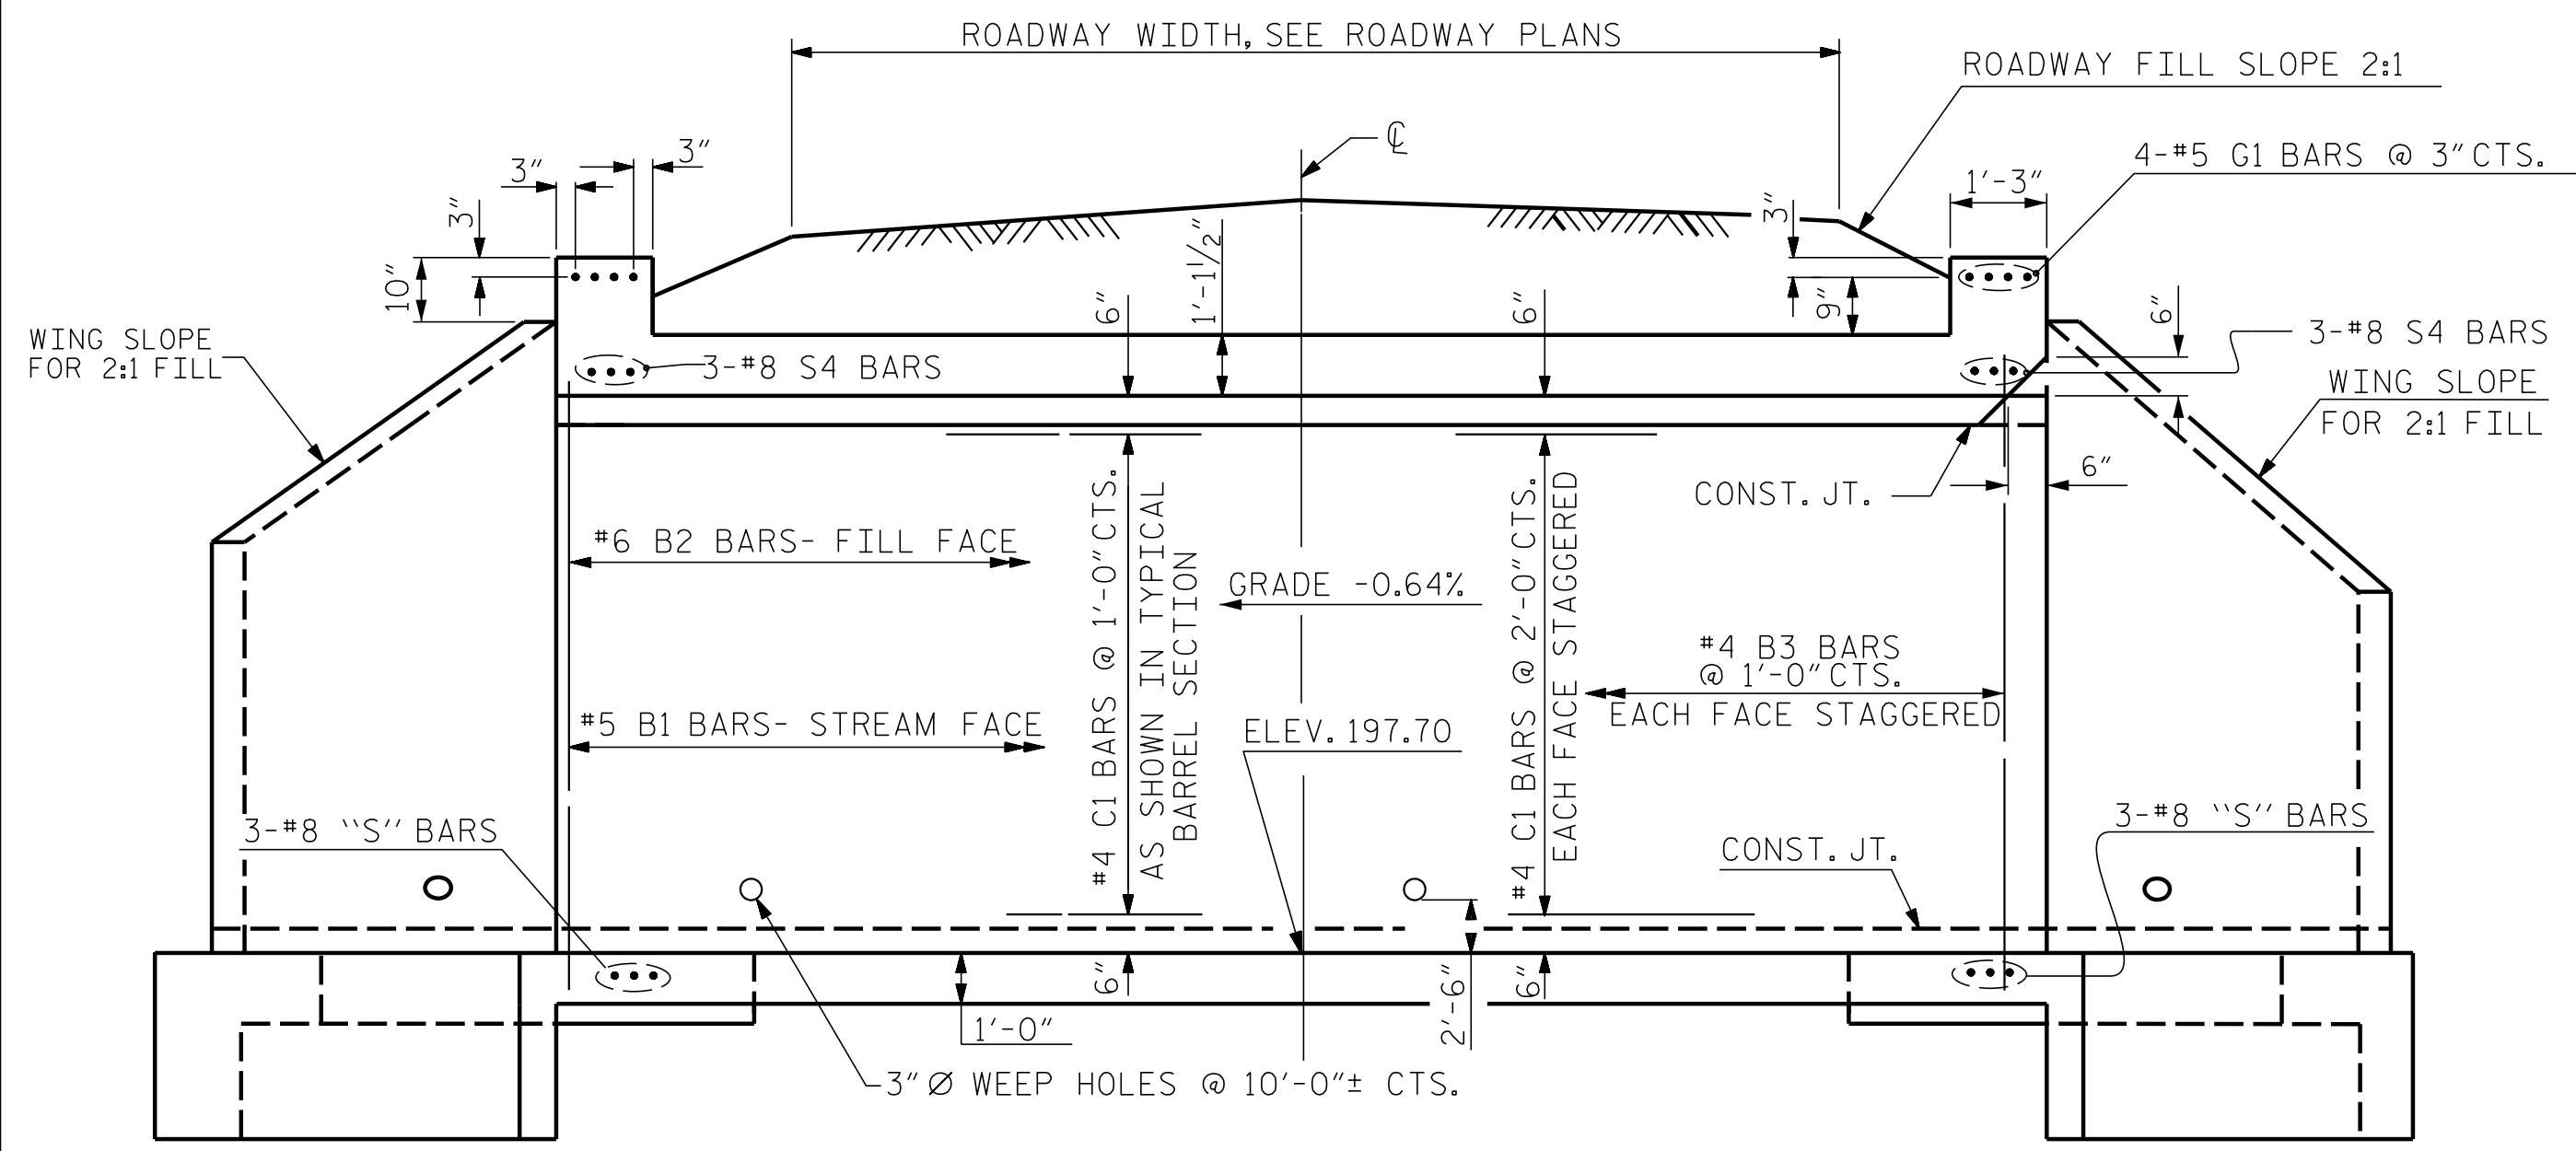 ROADWAY WIDTH, SEE ROADWAY PLANS
ROADWAY FILL SLOPE 2:1
℄
3"
3"
3"
10"
4-#5 G1 BARS @ 3" CTS.
1'-3"
3"
9"
1'-1 1/2"
6"
6"
6"
WING SLOPE
FOR 2:1 FILL
3-#8 S4 BARS
3-#8 S4 BARS
WING SLOPE
FOR 2:1 FILL
6"
CONST. JT.
#6 B2 BARS- FILL FACE
#4 C1 BARS @ 1'-0" CTS.
AS SHOWN IN TYPICAL
BARREL SECTION
GRADE -0.64%
#4 C1 BARS @ 2'-0" CTS.
EACH FACE STAGGERED
#4 B3 BARS
@ 1'-0" CTS.
EACH FACE STAGGERED
#5 B1 BARS- STREAM FACE
ELEV. 197.70
3-#8 "S" BARS
3-#8 "S" BARS
CONST. JT.
6"
6"
2'-6"
1'-0"
3" Ø WEEP HOLES @ 10'-0"± CTS.